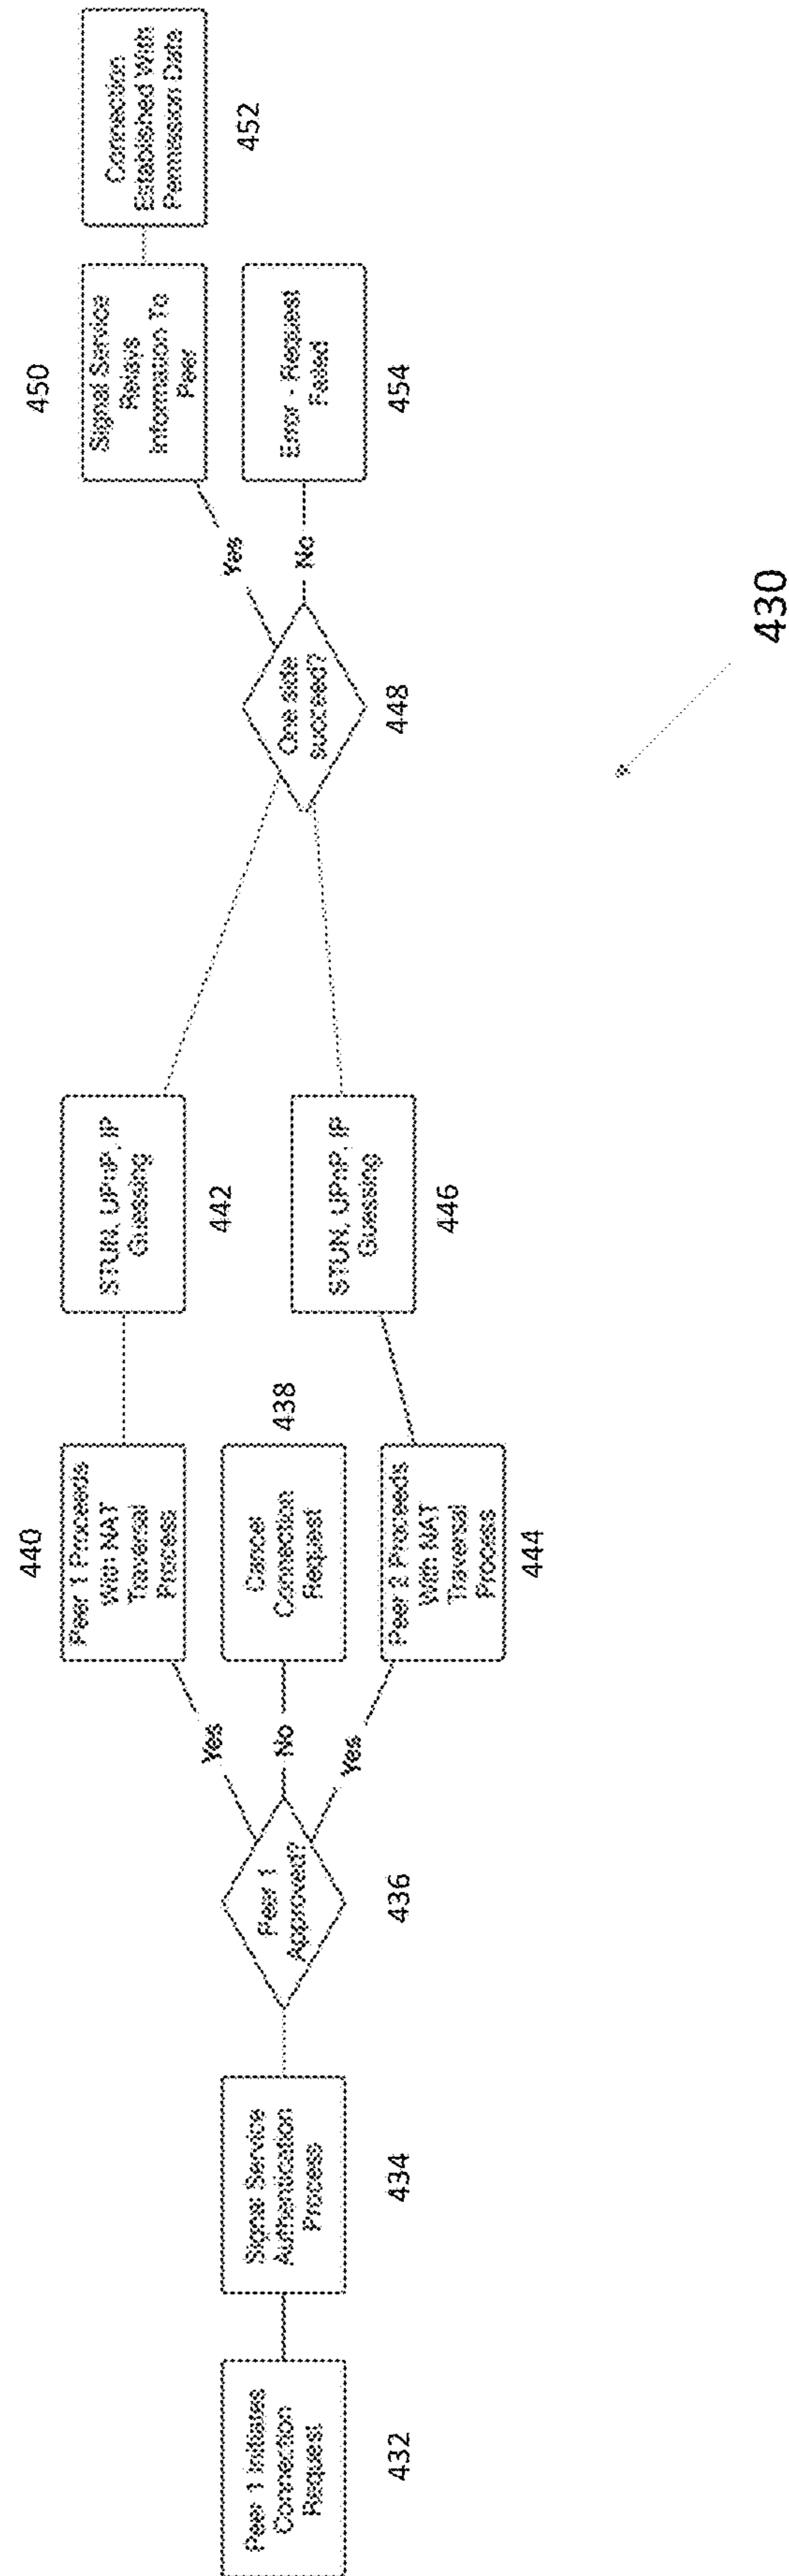 Peer 1 Initiates
Connection
Request
432
Signal Service
Authentication
Process
434
Peer 1
Approved?
436
Yes
No
Yes
440
Peer 1 Proceeds
With NAT
Traversal
Process
Cancel
Connection
Request
438
Peer 2 Proceeds
With NAT
Traversal
Process
444
STUN, UPnP, IP
Guessing
442
STUN, UPnP, IP
Guessing
446
One side
succeed?
448
Yes
No
450
Signal Service
Relays
Information To
Peer
Error - Request
Failed
454
Connection
Established With
Permission Data
452
430